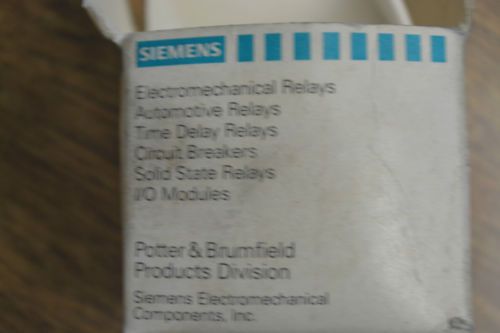 SIEMENS
Electromechanical Relays
Automotive Relays
Time Delay Relays
Circuit Breakers
Solid State Relays
I/O Modules
Potter & Brumfield
Products Division
Siemens Electromechanical
Components, Inc.